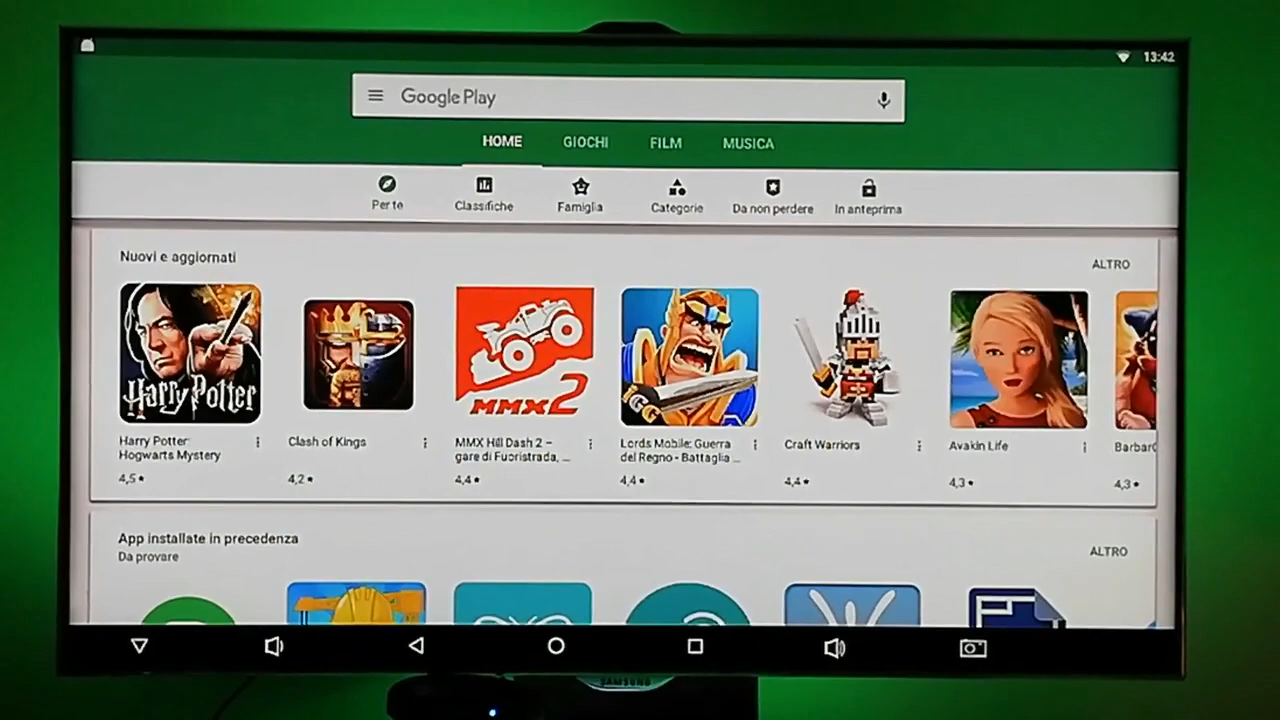 13:42
Google Play
HOME GIOCHI FILM MUSICA
Per te Classifiche Famiglia Categorie Da non perdere In anteprima
Nuovi e aggiornati
ALTRO
Harry Potter
MMX2
Harry Potter:
Hogwarts Mystery
4,5★
Clash of Kings
4,2★
MMX Hill Dash 2 –
gare di Fuoristrada, ...
4,4★
Lords Mobile: Guerra
del Regno - Battaglia ...
4,4★
Craft Warriors
4,4★
Avakin Life
4,3★
Barbar
4,3★
App installate in precedenza
Da provare
ALTRO
SAMSUNG